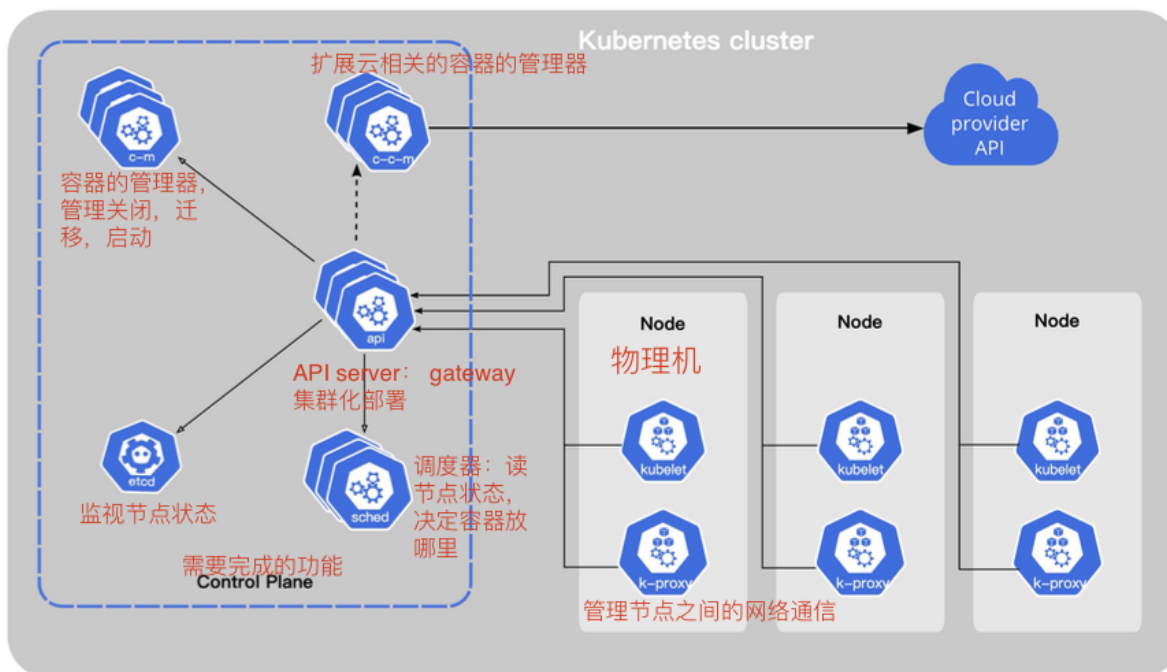 Kubernetes cluster
扩展云相关的容器的管理器
c-m
c-c-m
Cloud
provider
API
容器的管理器，
管理关闭，迁
移，启动
api
API server： gateway
集群化部署
Node
物理机
Node
Node
etcd
监视节点状态
sched
调度器：读
节点状态，
决定容器放
哪里
kubelet
kubelet
kubelet
k-proxy
k-proxy
k-proxy
管理节点之间的网络通信
需要完成的功能
Control Plane